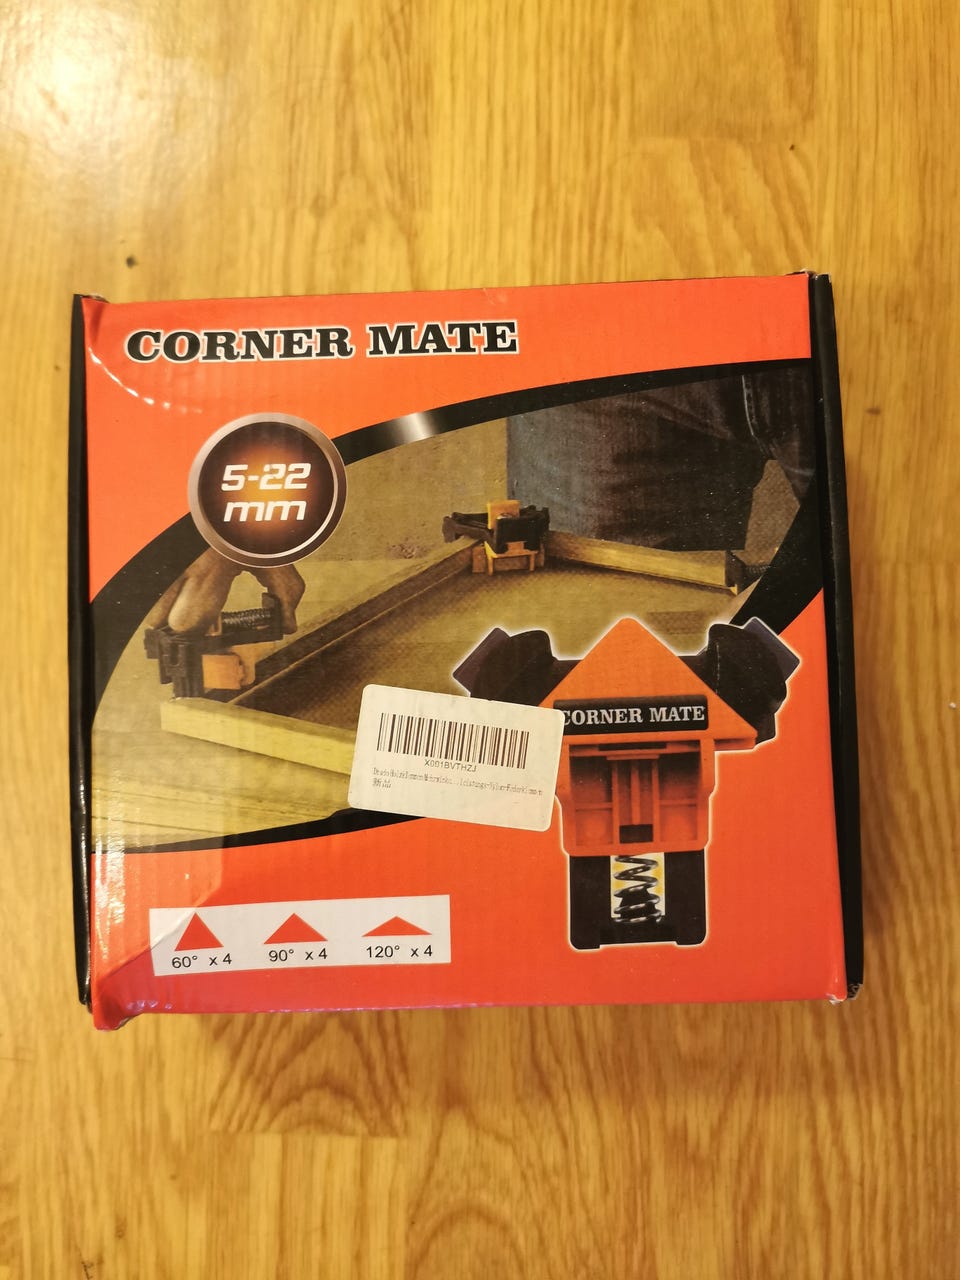 CORNER MATE
5-22
mm
CORNER MATE
X001BVTHZJ
60° x 4
90° x 4
120° x 4